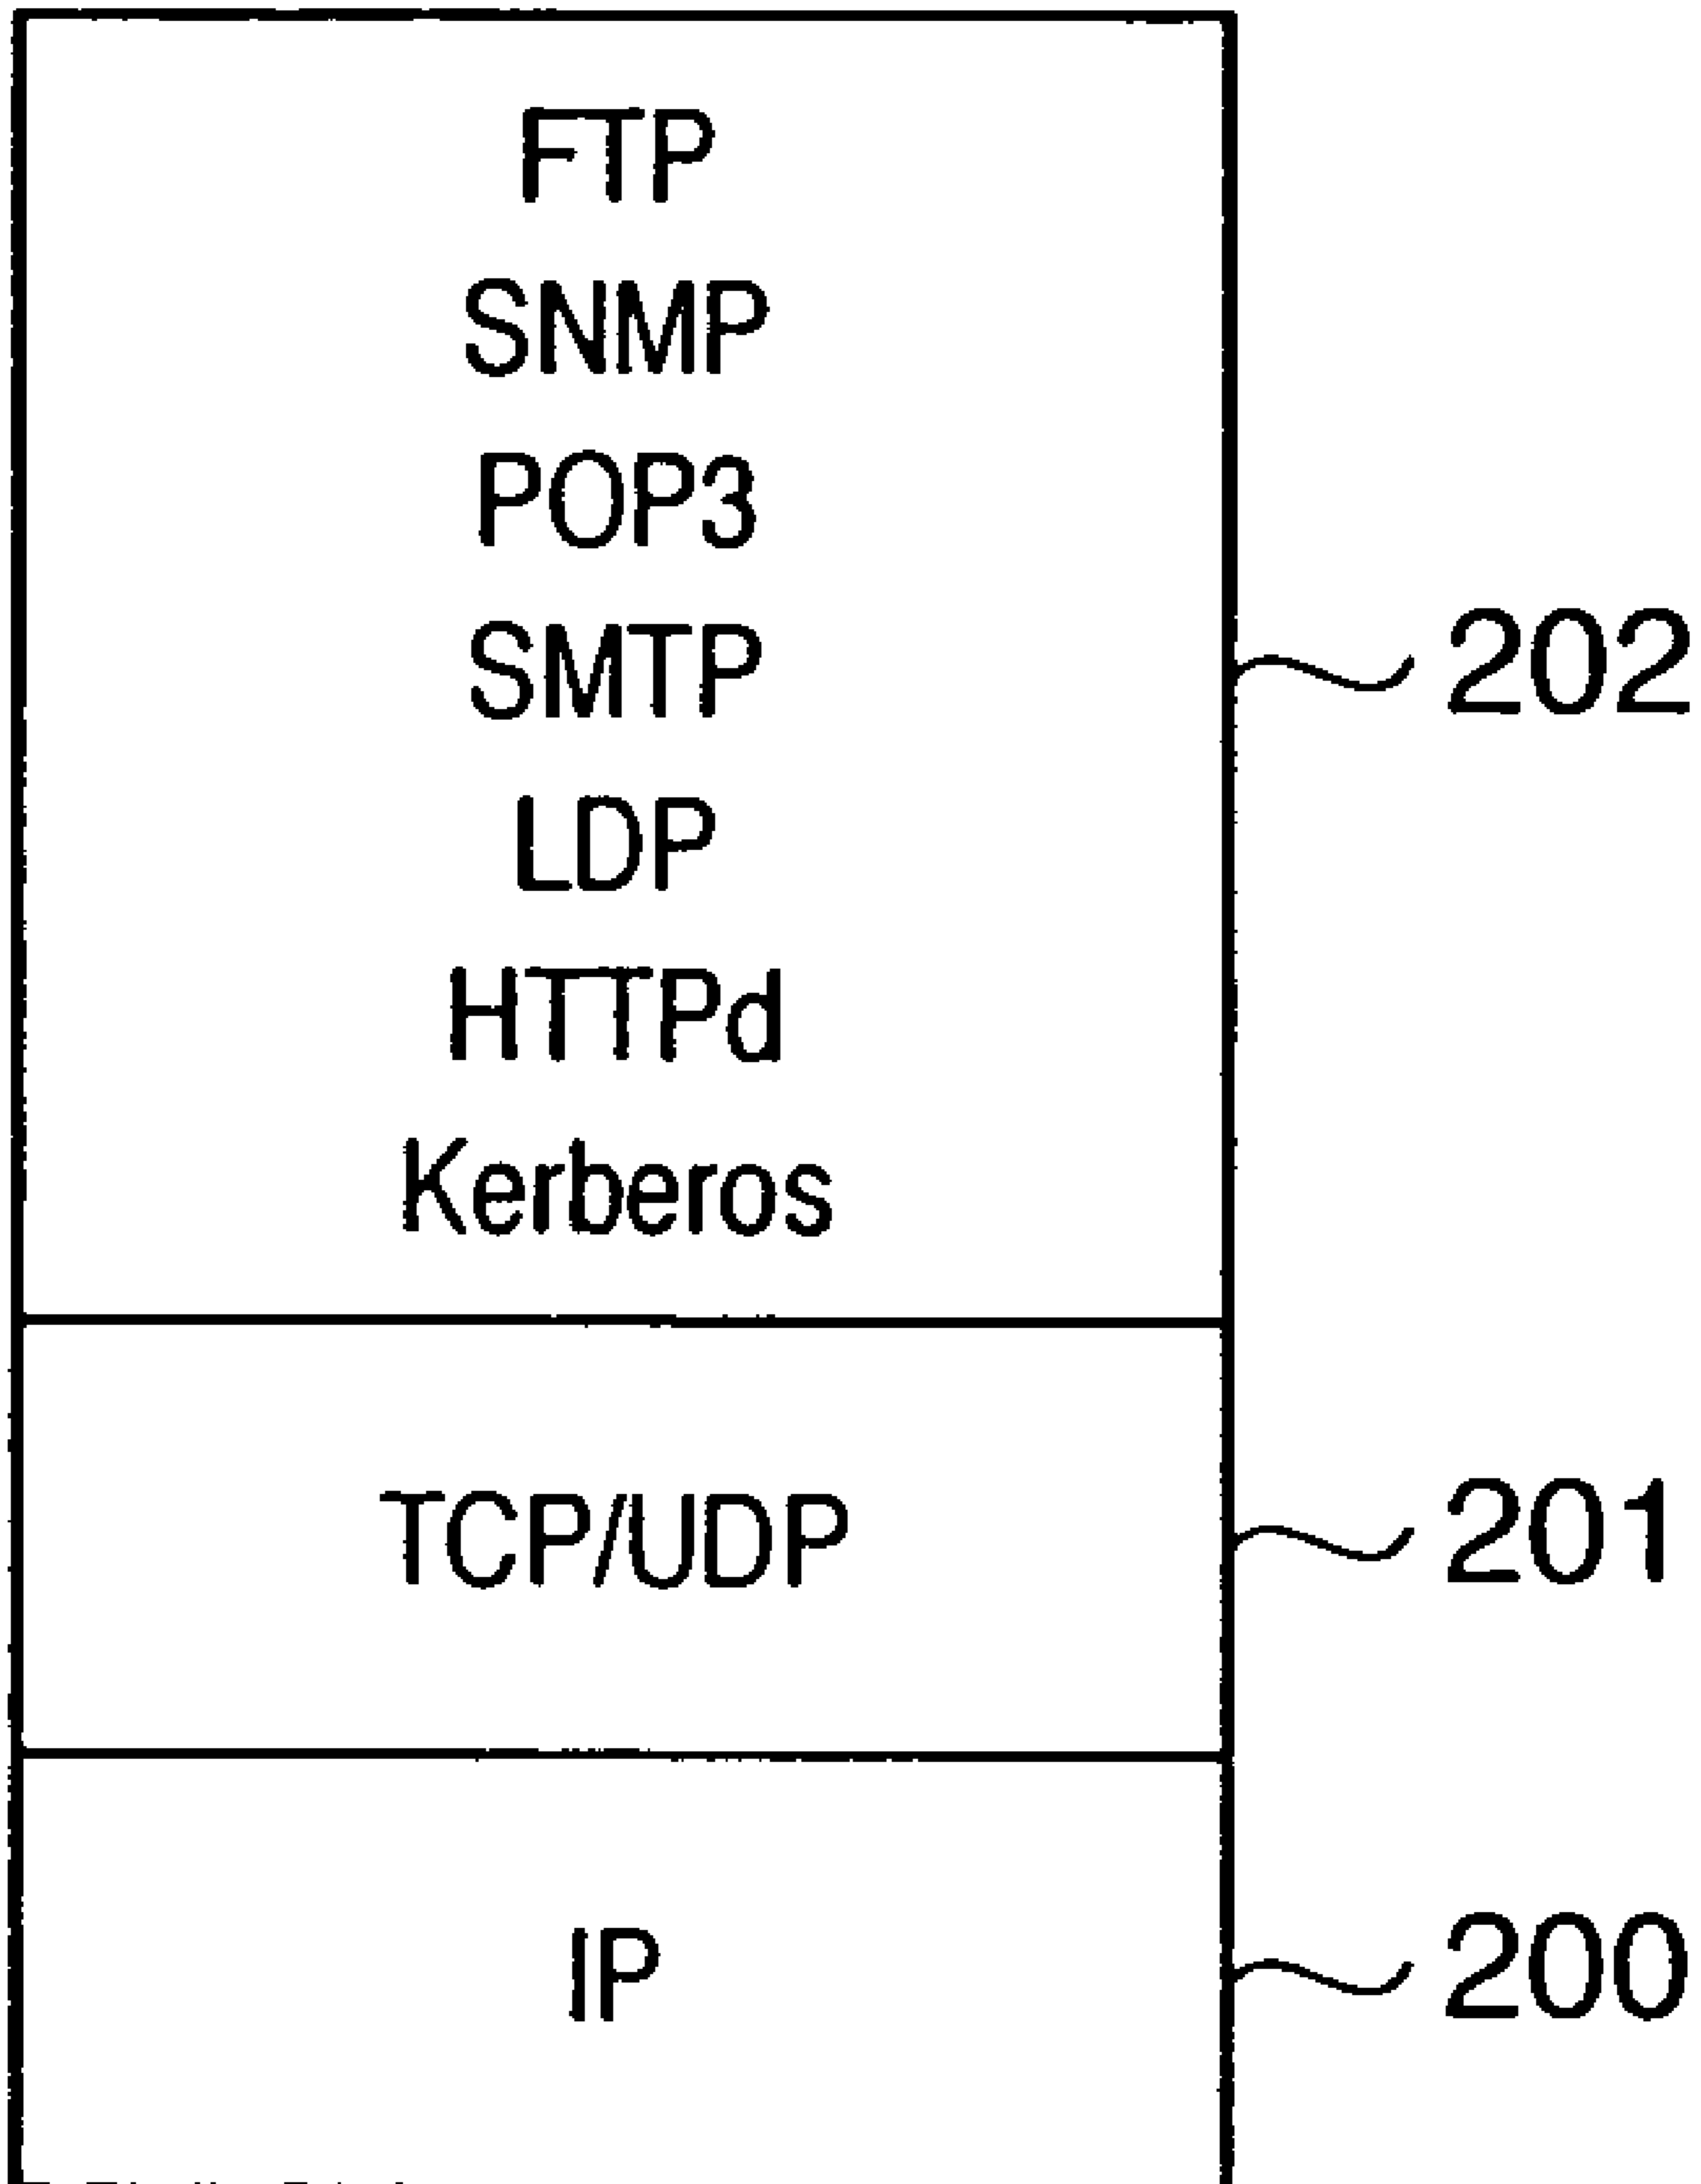 FTP
SNMP
POP3
SMTP
LDP
HTTPd
Kerberos
202
TCP/UDP
201
IP
200